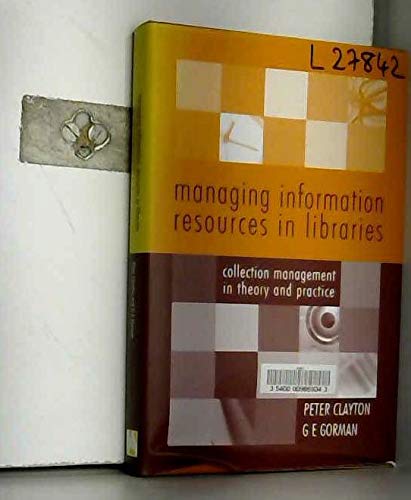 L 27842
managing information
resources in libraries
collection management
in theory and practice
PETER CLAYTON
G E GORMAN